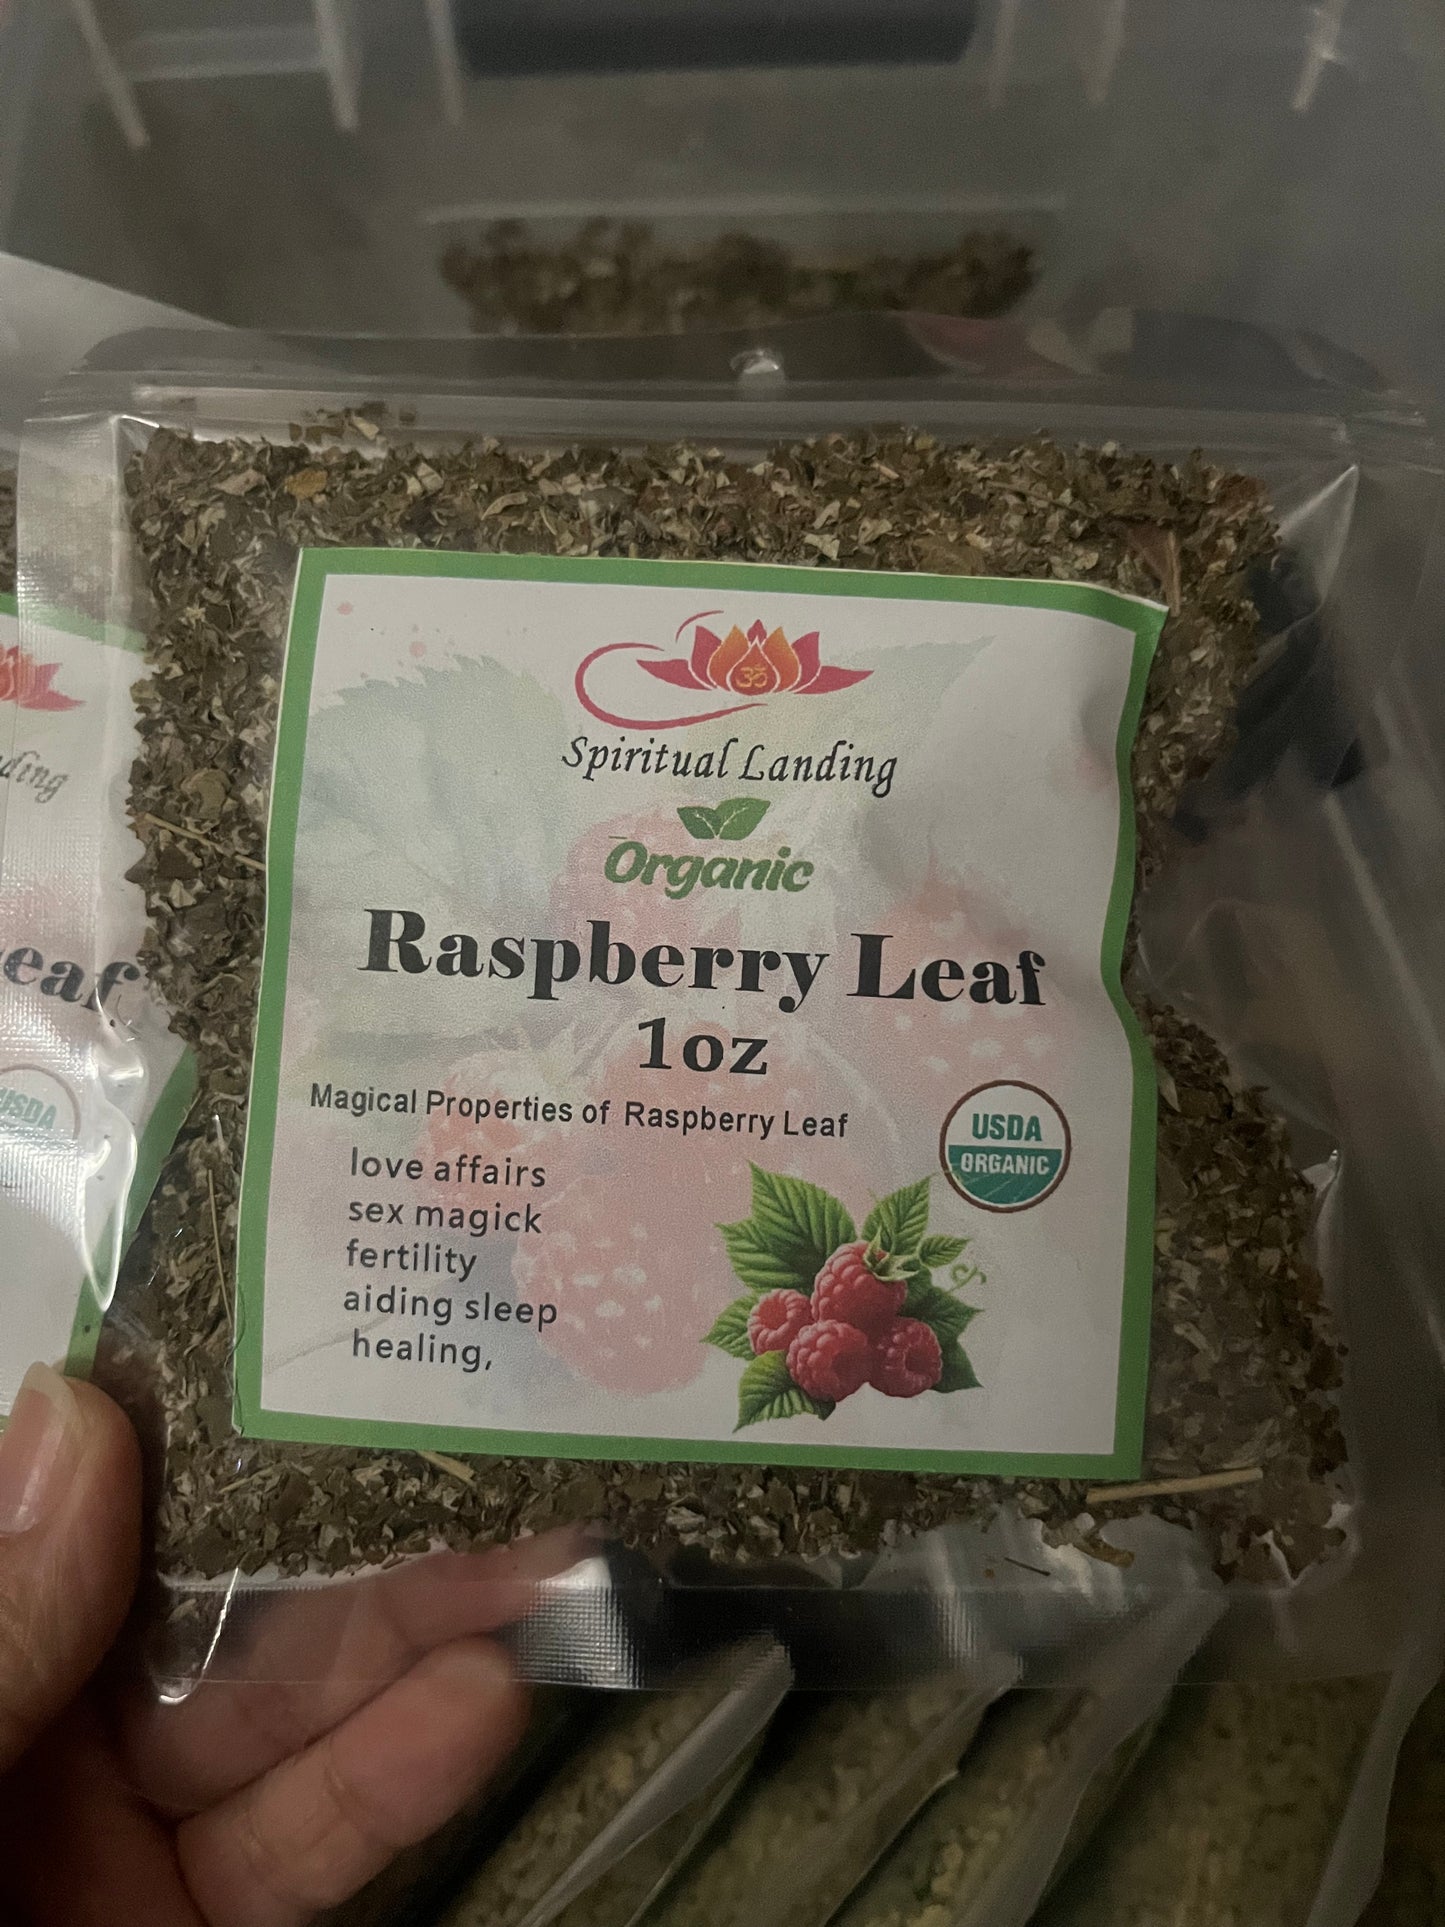 ॐ
Spiritual Landing
Organic
Raspberry Leaf
1oz
Magical Properties of Raspberry Leaf
love affairs
sex magick
fertility
aiding sleep
healing,
USDA
ORGANIC
USDA